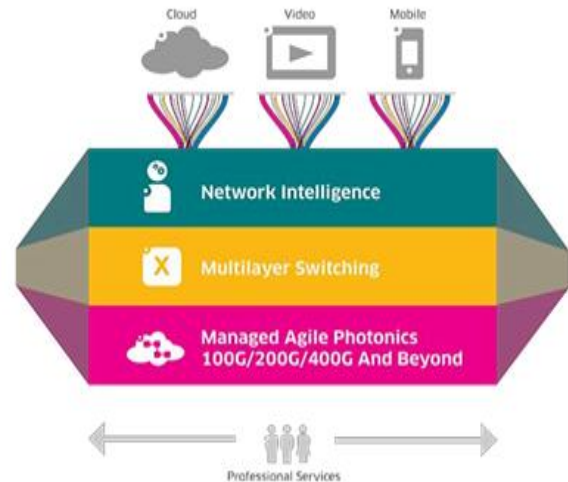 Cloud Video Mobile
Network Intelligence
X Multilayer Switching
Managed Agile Photonics
100G/200G/400G And Beyond
Professional Services